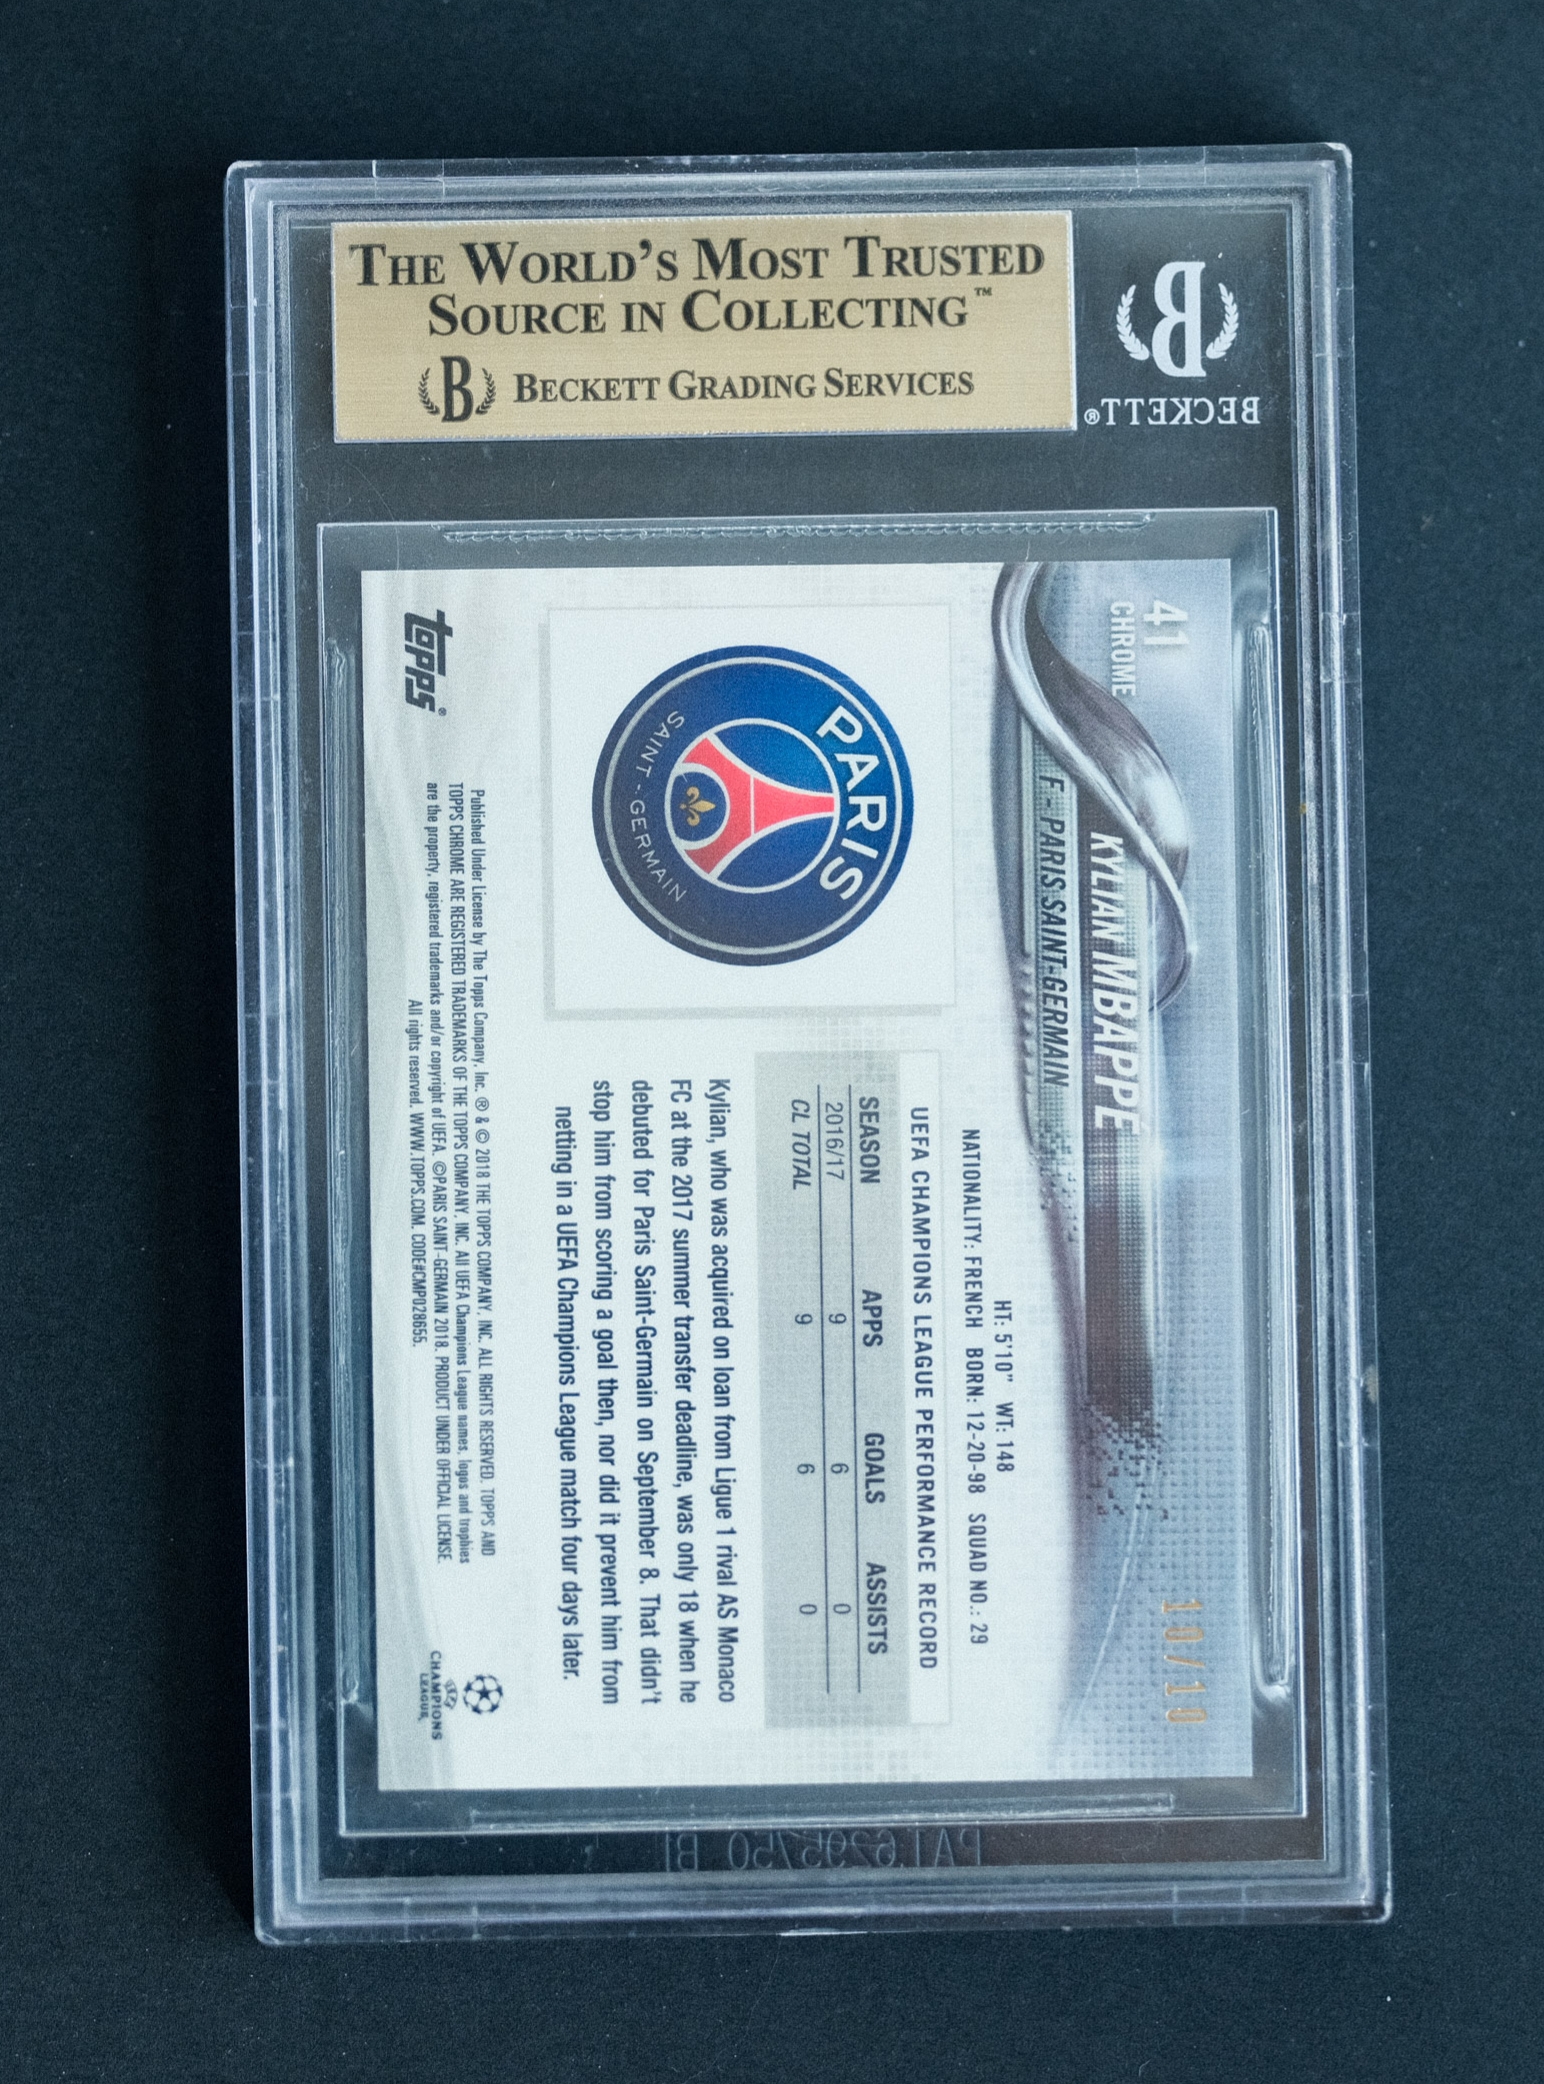 THE WORLD'S MOST TRUSTED
SOURCE IN COLLECTING™
B BECKETT GRADING SERVICES
B
BECKETT®
41
CHROME
KYLIAN MBAPPE
F - PARIS SAINT-GERMAIN
10/10
HT: 5'10" WT: 148
NATIONALITY: FRENCH BORN: 12-20-98 SQUAD NO.: 29
UEFA CHAMPIONS LEAGUE PERFORMANCE RECORD
SEASON APPS GOALS ASSISTS
2016/17 9 6 0
CL TOTAL 9 6 0
Kylian, who was acquired on loan from Ligue 1 rival AS Monaco
FC at the 2017 summer transfer deadline, was only 18 when he
debuted for Paris Saint-Germain on September 8. That didn't
stop him from scoring a goal then, nor did it prevent him from
netting in a UEFA Champions League match four days later.
PARIS
SAINT-GERMAIN
topps®
Published Under License by The Topps Company, Inc. ® & © 2018 THE TOPPS COMPANY, INC. ALL RIGHTS RESERVED. TOPPS AND
TOPPS CHROME ARE REGISTERED TRADEMARKS OF THE TOPPS COMPANY, INC. All UEFA Champions League names, logos and trophies
are the property, registered trademarks and/or copyright of UEFA. ©PARIS SAINT-GERMAIN 2018. PRODUCT UNDER OFFICIAL LICENSE.
All rights reserved. WWW.TOPPS.COM. CODE#CMP028655.
UEFA
CHAMPIONS
LEAGUE